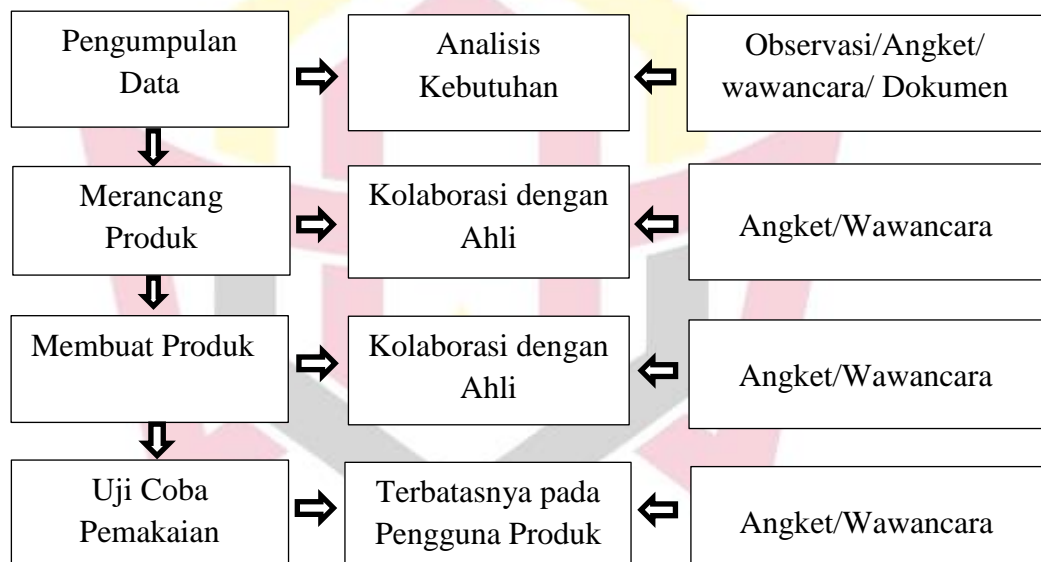 Pengumpulan
Data
Analisis
Kebutuhan
Observasi/Angket/
wawancara/ Dokumen
Merancang
Produk
Kolaborasi dengan
Ahli
Angket/Wawancara
Membuat Produk
Kolaborasi dengan
Ahli
Angket/Wawancara
Uji Coba
Pemakaian
Terbatasnya pada
Pengguna Produk
Angket/Wawancara